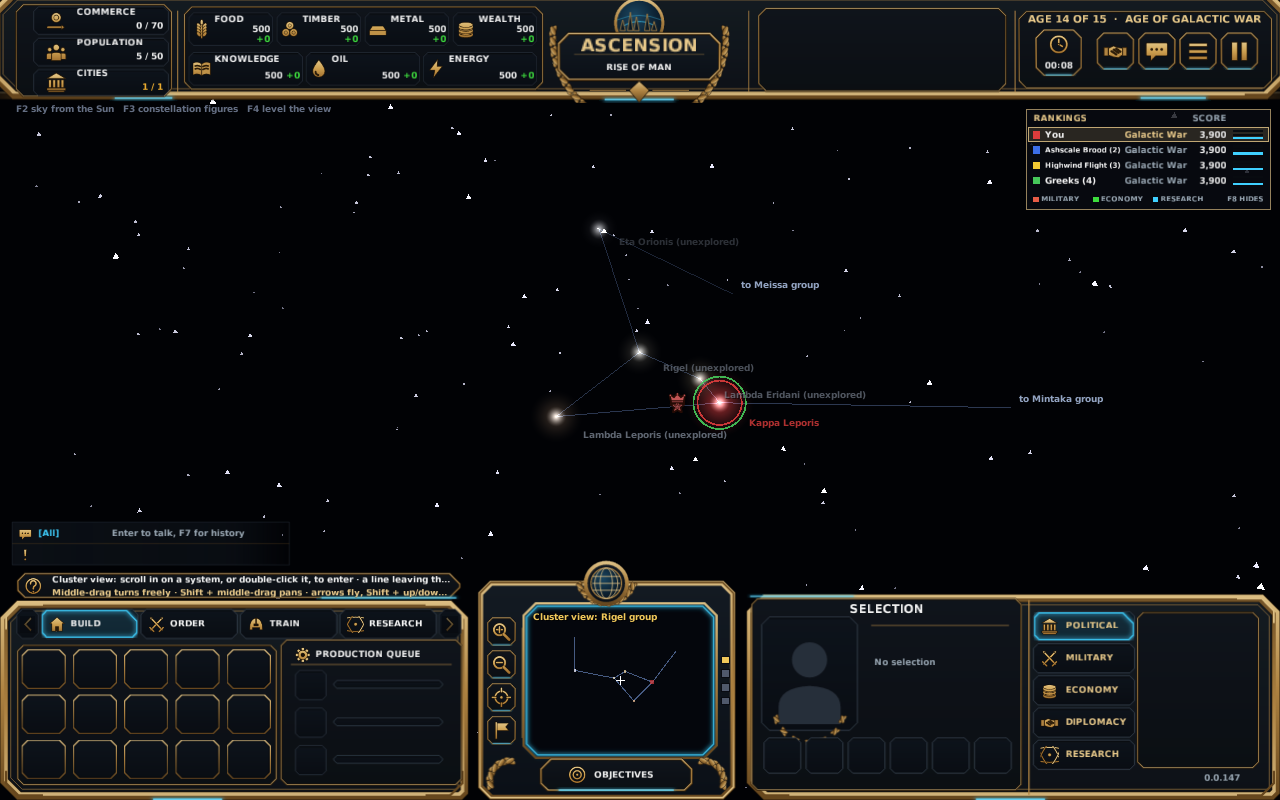 COMMERCE
0 / 70
POPULATION
5 / 50
CITIES
1 / 1
FOOD
500
+0
TIMBER
500
+0
METAL
500
+0
WEALTH
500
+0
KNOWLEDGE
500 +0
OIL
500 +0
ENERGY
500 +0
ASCENSION
RISE OF MAN
AGE 14 OF 15 · AGE OF GALACTIC WAR
00:08
F2 sky from the Sun F3 constellation figures F4 level the view
RANKINGS SCORE
You Galactic War 3,900
Ashscale Brood (2) Galactic War 3,900
Highwind Flight (3) Galactic War 3,900
Greeks (4) Galactic War 3,900
MILITARY ECONOMY RESEARCH F8 HIDES
Eta Orionis (unexplored)
to Meissa group
Rigel (unexplored)
Lambda Eridani (unexplored)
to Mintaka group
Kappa Leporis
Lambda Leporis (unexplored)
[All] Enter to talk, F7 for history
!
Cluster view: scroll in on a system, or double-click it, to enter · a line leaving th...
Middle-drag turns freely · Shift + middle-drag pans · arrows fly, Shift + up/dow...
BUILD
ORDER
TRAIN
RESEARCH
PRODUCTION QUEUE
Cluster view: Rigel group
OBJECTIVES
SELECTION
No selection
POLITICAL
MILITARY
ECONOMY
DIPLOMACY
RESEARCH
0.0.147